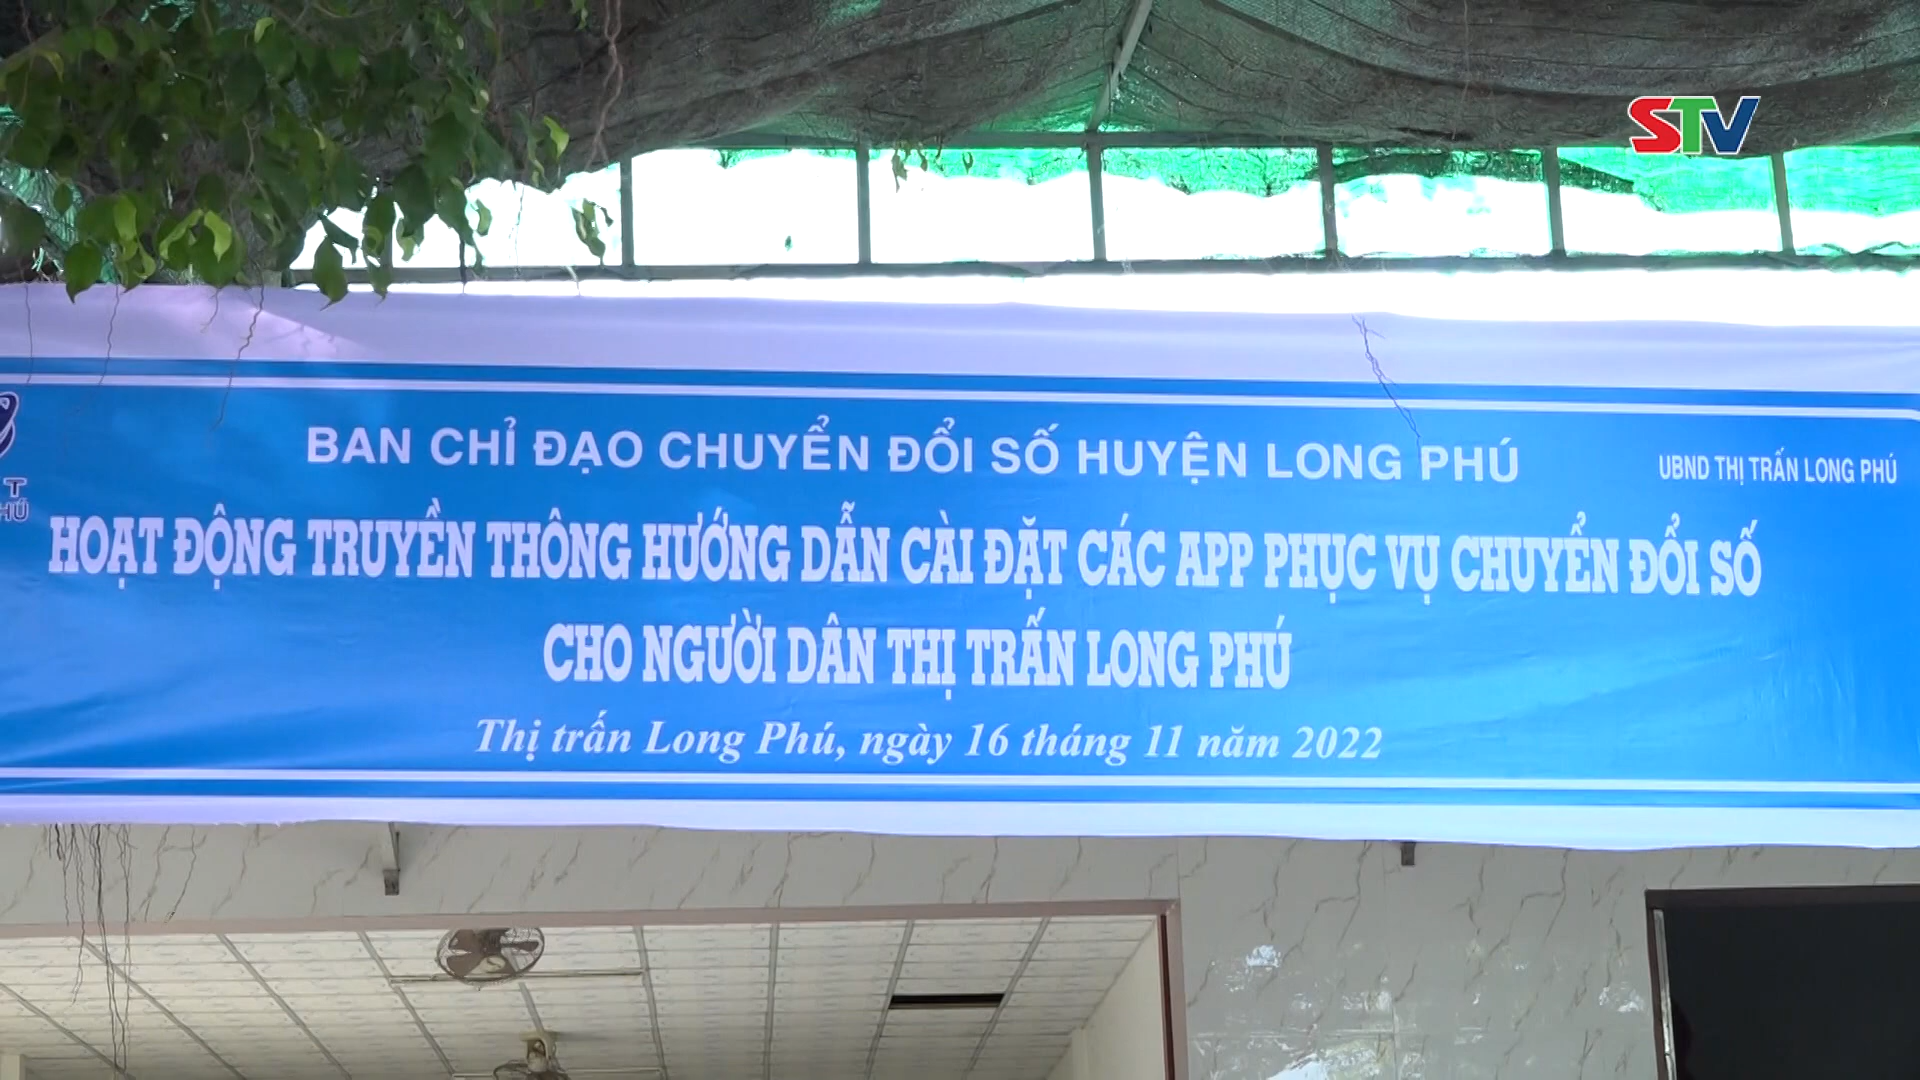 STV
BAN CHỈ ĐẠO CHUYỂN ĐỔI SỐ HUYỆN LONG PHÚ
UBND THỊ TRẤN LONG PHÚ
HOẠT ĐỘNG TRUYỀN THÔNG HƯỚNG DẪN CÀI ĐẶT CÁC APP PHỤC VỤ CHUYỂN ĐỔI SỐ
CHO NGƯỜI DÂN THỊ TRẤN LONG PHÚ
Thị trấn Long Phú, ngày 16 tháng 11 năm 2022